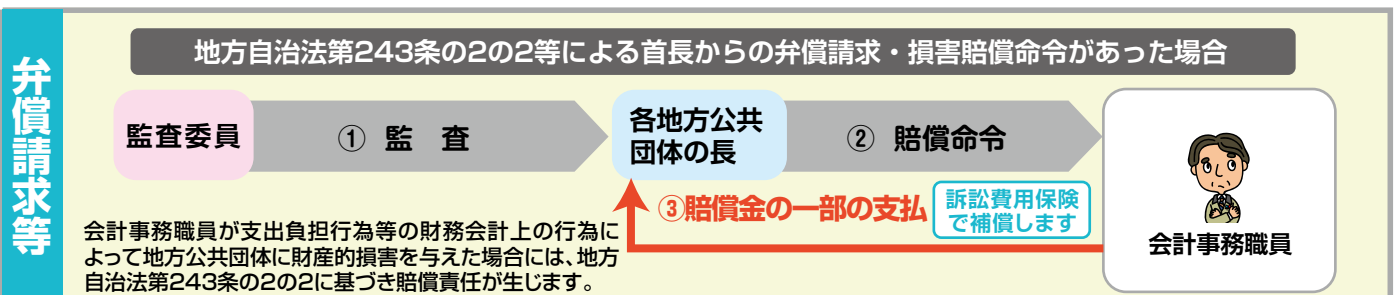 弁償請求等
地方自治法第243条の2の2等による首長からの弁償請求・損害賠償命令があった場合
監査委員
① 監 査
各地方公共
団体の長
② 賠償命令
③賠償金の一部の支払
訴訟費用保険
で補償します
会計事務職員
会計事務職員が支出負担行為等の財務会計上の行為に
よって地方公共団体に財産的損害を与えた場合には、地方
自治法第243条の2の2に基づき賠償責任が生じます。